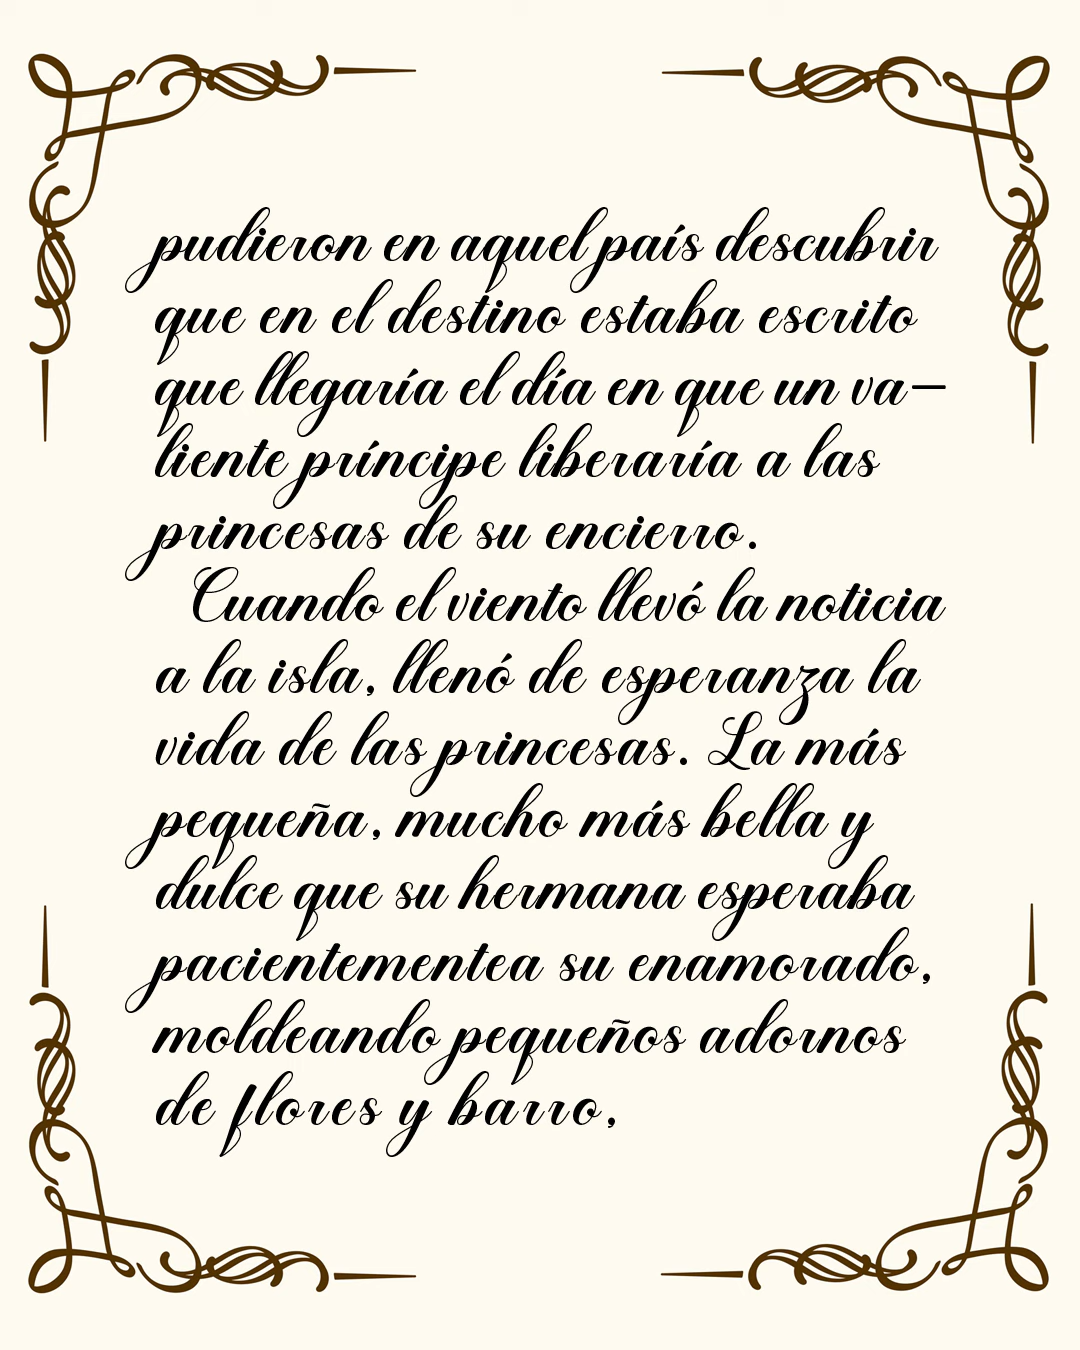 pudieron en aquel país descubrir
que en el destino estaba escrito
que llegaría el día en que un va-
liente príncipe liberaría a las
princesas de su encierro.
Cuando el viento llevó la noticia
a la isla, llenó de esperanza la
vida de las princesas. La más
pequeña, mucho más bella y
dulce que su hermana esperaba
pacientementea su enamorado,
moldeando pequeños adornos
de flores y barro,